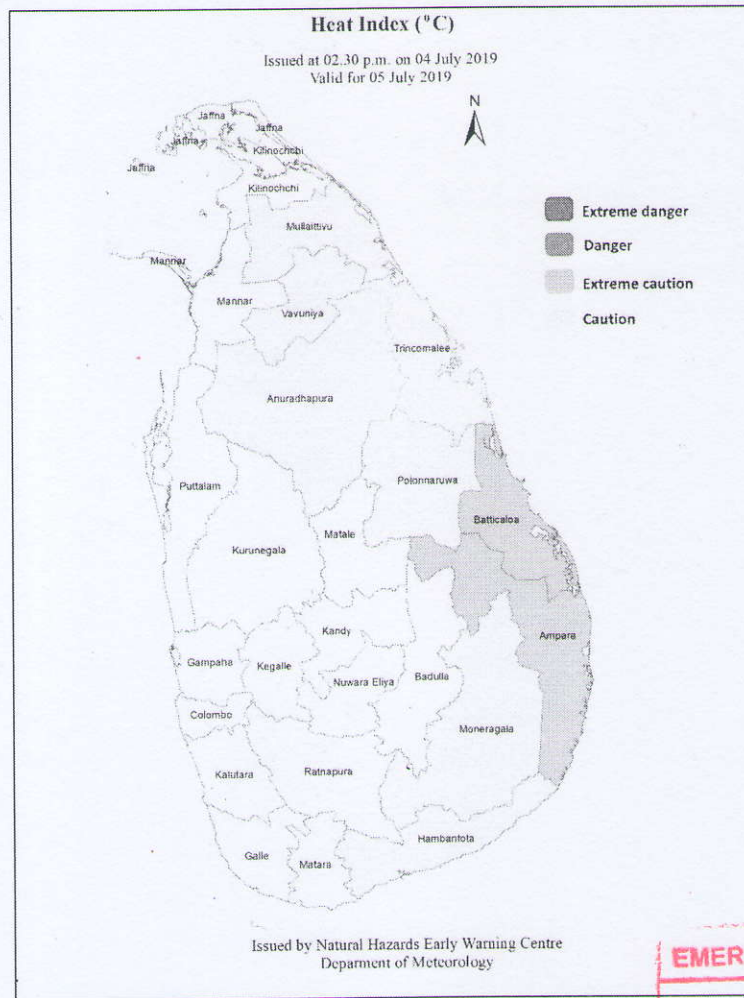 Heat Index (°C)
Issued at 02.30 p.m. on 04 July 2019
Valid for 05 July 2019
N
Jaffna
Jaffna
Jaffna
Kilinochchi
Jaffna
Kilinochchi
Mullaittivu
Mannar
Mannar
Vavuniya
Trincomalee
Anuradhapura
Extreme danger
Danger
Extreme caution
Caution
Puttalam
Polonnaruwa
Batticaloa
Kurunegala
Matale
Kandy
Ampara
Gampaha
Kegalle
Nuwara Eliya
Badulla
Colombo
Moneragala
Kalutara
Ratnapura
Hambantota
Galle
Matara
Issued by Natural Hazards Early Warning Centre
Deparment of Meteorology
EMER